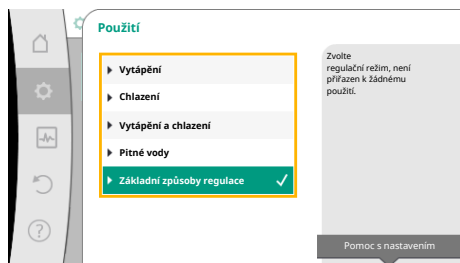 Použití
Vytápění
Chlazení
Vytápění a chlazení
Pitné vody
Základní způsoby regulace
Zvolte
regulační režim, není
přiřazen k žádnému
použití.
Pomoc s nastavením